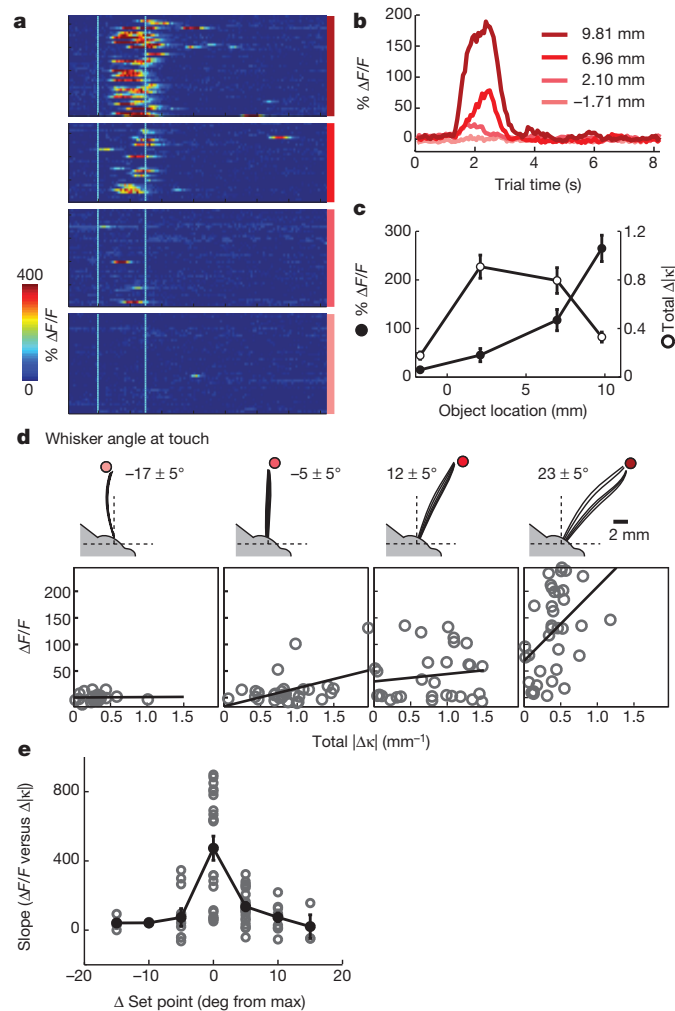 a
400
% ΔF/F
0
b
200
150
100
50
0
% ΔF/F
9.81 mm
6.96 mm
2.10 mm
−1.71 mm
0 2 4 6 8
Trial time (s)
c
300
200
100
0
% ΔF/F
1.2
0.8
0.4
0
Total Δ|κ|
0 5 10
Object location (mm)
d Whisker angle at touch
−17 ± 5° −5 ± 5° 12 ± 5° 23 ± 5°
2 mm
200
150
100
50
ΔF/F
0 0.5 1.0 1.5 0 0.5 1.0 1.5 0 0.5 1.0 1.5 0 0.5 1.0 1.5
Total |Δκ| (mm−1)
e
800
400
0
Slope (ΔF/F versus Δ|κ|)
−20 −10 0 10 20
Δ Set point (deg from max)